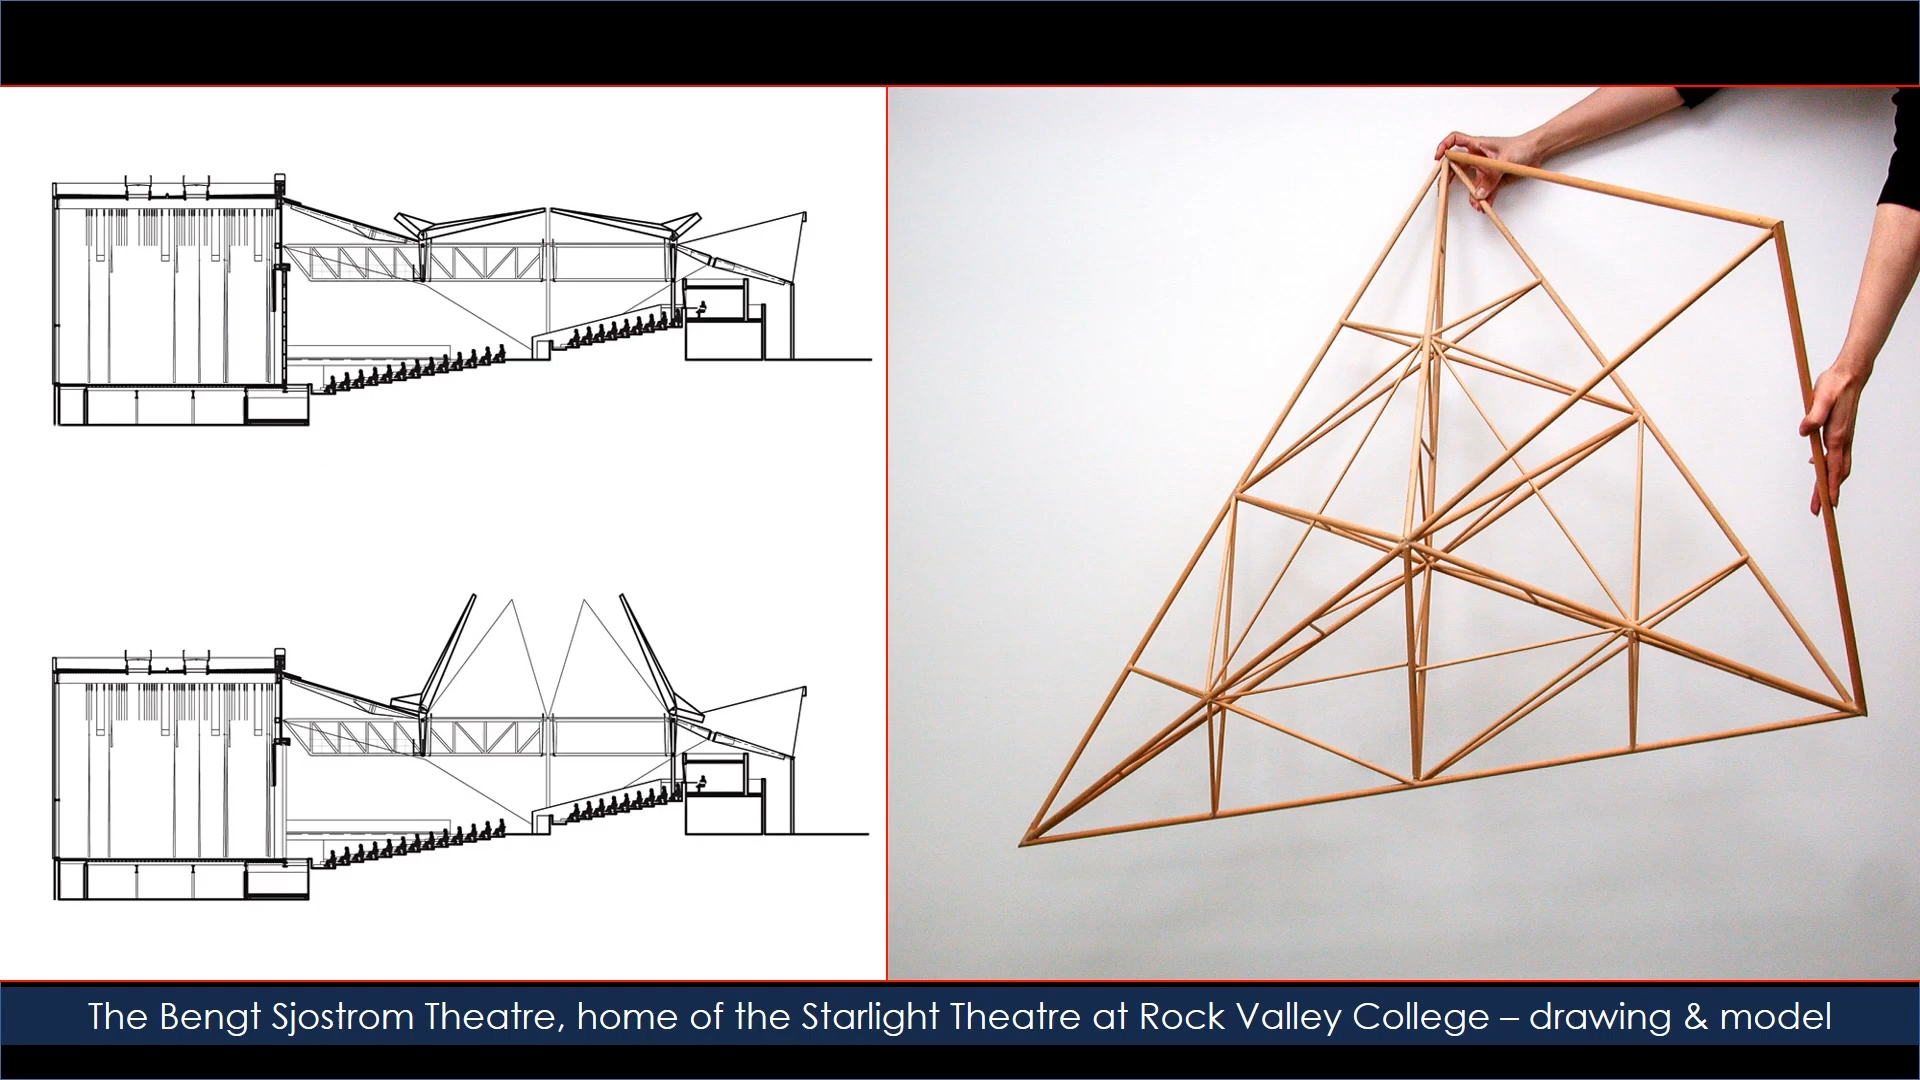 The Bengt Sjostrom Theatre, home of the Starlight Theatre at Rock Valley College – drawing & model